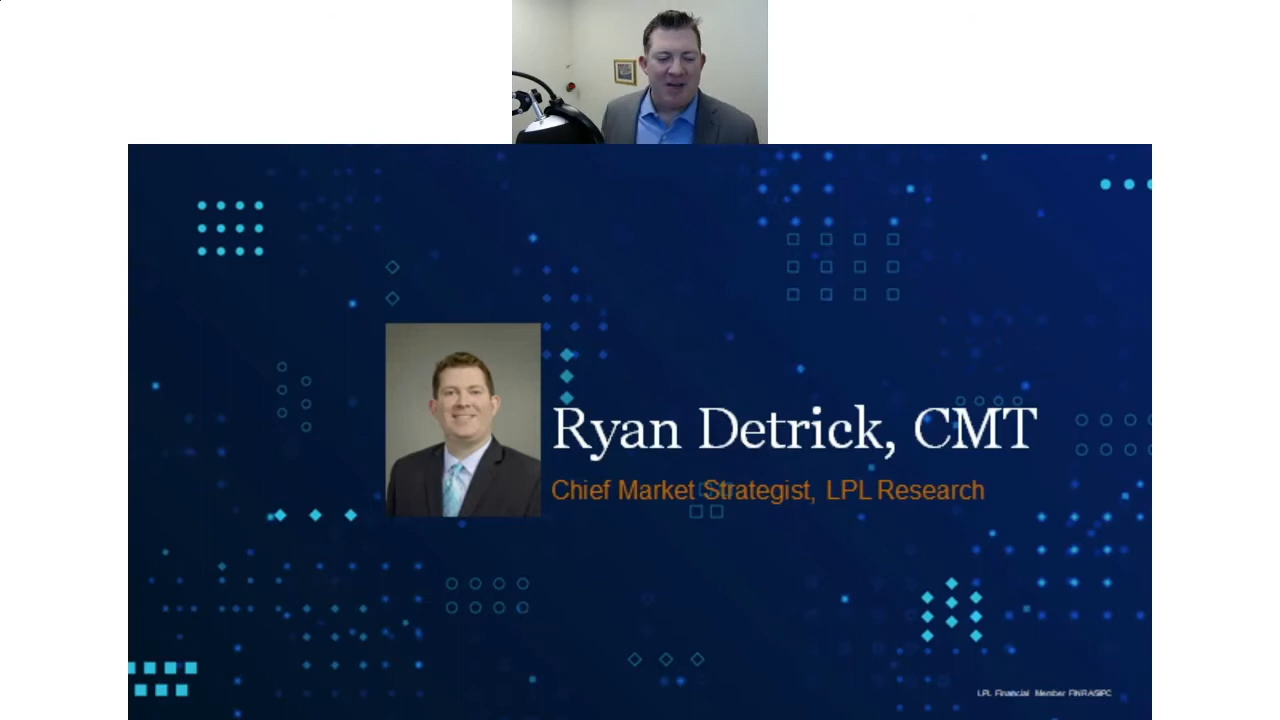 Ryan Detrick, CMT
Chief Market Strategist, LPL Research
LPL Financial Member FINRA/SIPC